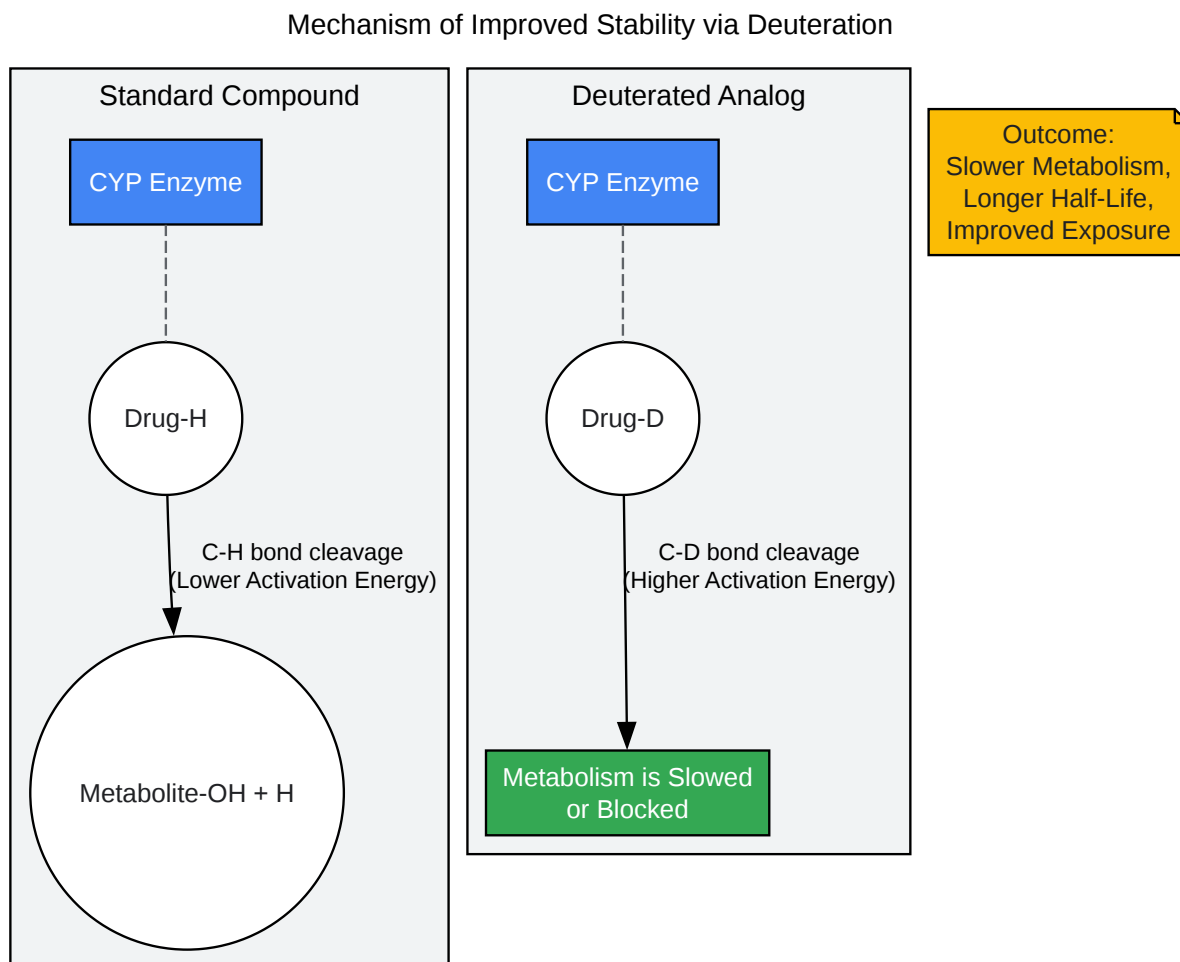 Mechanism of Improved Stability via Deuteration
Standard Compound
CYP Enzyme
Drug-H
C-H bond cleavage
(Lower Activation Energy)
Metabolite-OH + H
Deuterated Analog
CYP Enzyme
Drug-D
C-D bond cleavage
(Higher Activation Energy)
Metabolism is Slowed
or Blocked
Outcome:
Slower Metabolism,
Longer Half-Life,
Improved Exposure